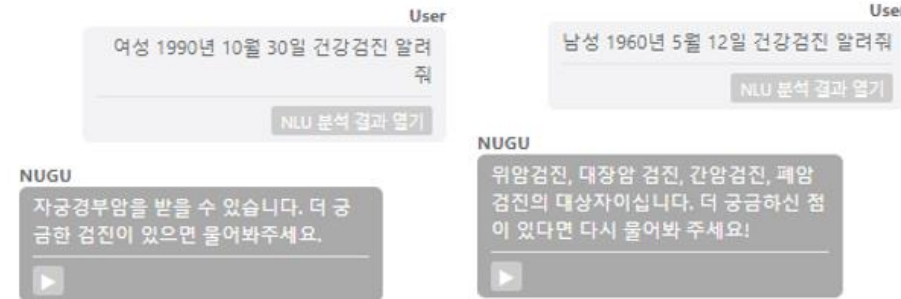 User
여성 1990년 10월 30일 건강검진 알려
줘
NLU 분석 결과 열기
NUGU
자궁경부암을 받을 수 있습니다. 더 궁
금한 검진이 있으면 물어봐주세요.
User
남성 1960년 5월 12일 건강검진 알려줘
NLU 분석 결과 열기
NUGU
위암검진, 대장암 검진, 간암검진, 폐암
검진의 대상자이십니다. 더 궁금하신 점
이 있다면 다시 물어봐 주세요!